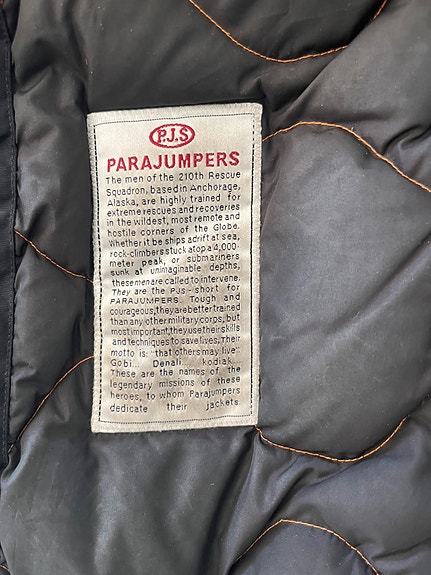 P.J.S
PARAJUMPERS
The men of the 210th Rescue
Squadron, based in Anchorage,
Alaska, are highly trained for
extreme rescues and recoveries
in the wildest, most remote and
hostile corners of the Globe.
Whether it be ships adrift at sea,
rock-climbers stuck atop a 4,000-
meter peak, or submariners
sunk at unimaginable depths,
these men are called to intervene.
They are the PJS - short for
PARAJUMPERS. Tough and
courageous, they are better trained
than any other military corps, but
most important, they use their skills
and techniques to save lives, Their
motto is: "that others may live"
Gobi... Denali... kodiak...
These are the names of the
legendary missions of these
heroes, to whom Parajumpers
dedicate their jackets